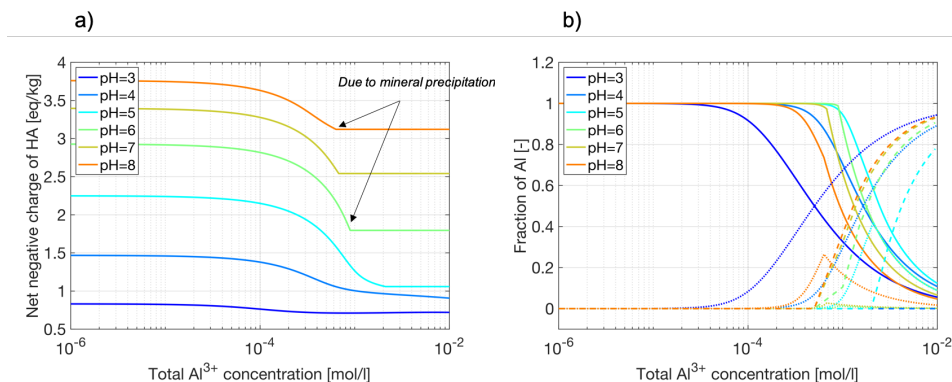 a)
b)
4
3.5
3
2.5
2
1.5
1
0.5
Net negative charge of HA [eq/kg]
pH=3
pH=4
pH=5
pH=6
pH=7
pH=8
Due to mineral precipitation
10⁻⁶
10⁻⁴
10⁻²
Total Al³⁺ concentration [mol/l]
1.2
1
0.8
0.6
0.4
0.2
0
Fraction of Al [-]
pH=3
pH=4
pH=5
pH=6
pH=7
pH=8
10⁻⁶
10⁻⁴
10⁻²
Total Al³⁺ concentration [mol/l]